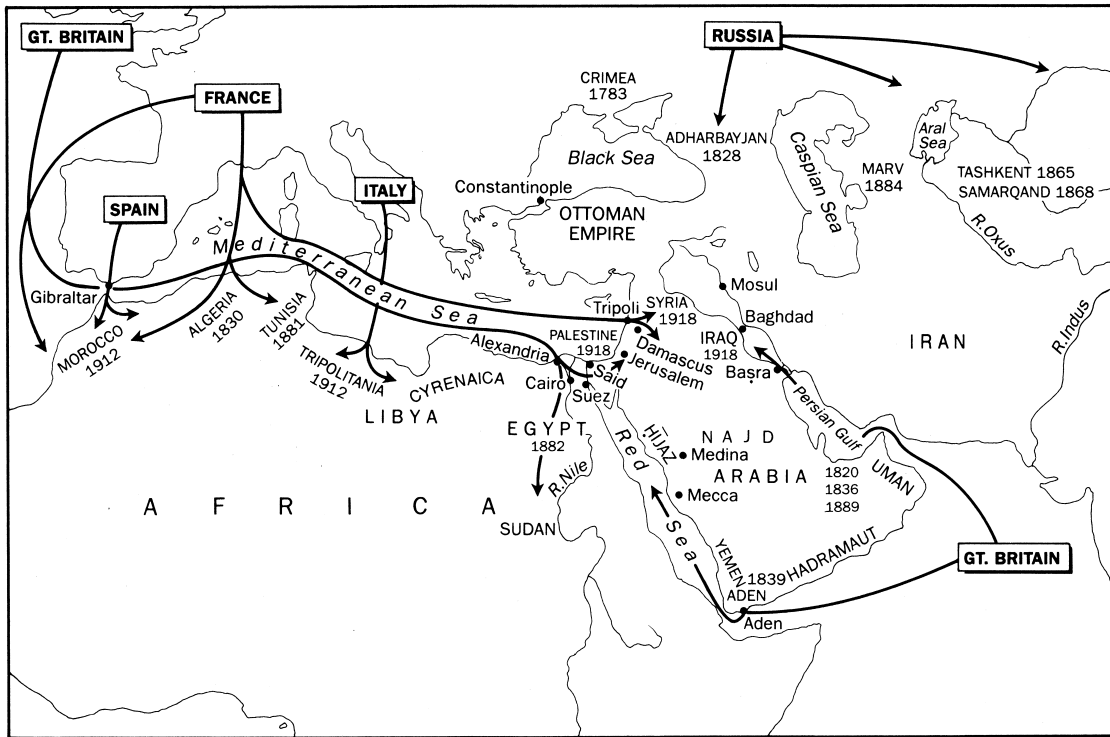 GT. BRITAIN
RUSSIA
FRANCE
CRIMEA
1783
Aral
Sea
ADHARBAYJAN
1828
Black Sea
Caspian Sea
MARV
1884
TASHKENT 1865
SAMARQAND 1868
ITALY
Constantinople
SPAIN
OTTOMAN
EMPIRE
R.Oxus
Mediterranean Sea
Gibraltar
Mosul
ALGERIA
1830
TUNISIA
1881
Tripoli
SYRIA
1918
Baghdad
R.Indus
MOROCCO
1912
PALESTINE
1918
IRAQ
1918
IRAN
Alexandria
Damascus
TRIPOLITANIA
1912
Said
Jerusalem
Basra
CYRENAICA
Cairo
Suez
Persian Gulf
LIBYA
EGYPT
1882
Red Sea
HIJAZ
NAJD
Medina
ARABIA
1820
1836
1889
UMAN
R.Nile
Mecca
AFRICA
SUDAN
YEMEN
1839
HADRAMAUT
GT. BRITAIN
ADEN
Aden